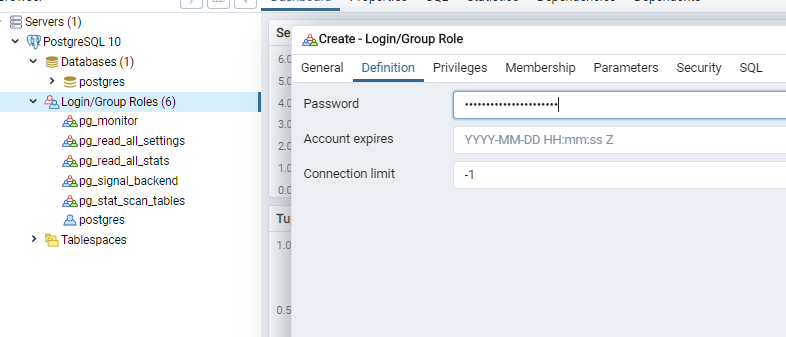 Servers (1)
PostgreSQL 10
Databases (1)
postgres
Login/Group Roles (6)
pg_monitor
pg_read_all_settings
pg_read_all_stats
pg_signal_backend
pg_stat_scan_tables
postgres
Tablespaces
6.0
5.0
4.0
3.0
2.0
1.0
0.0
Tu
1.0
0.5
Create - Login/Group Role
General Definition Privileges Membership Parameters Security SQL
Password •••••••••••••••••••••
Account expires YYYY-MM-DD HH:mm:ss Z
Connection limit -1